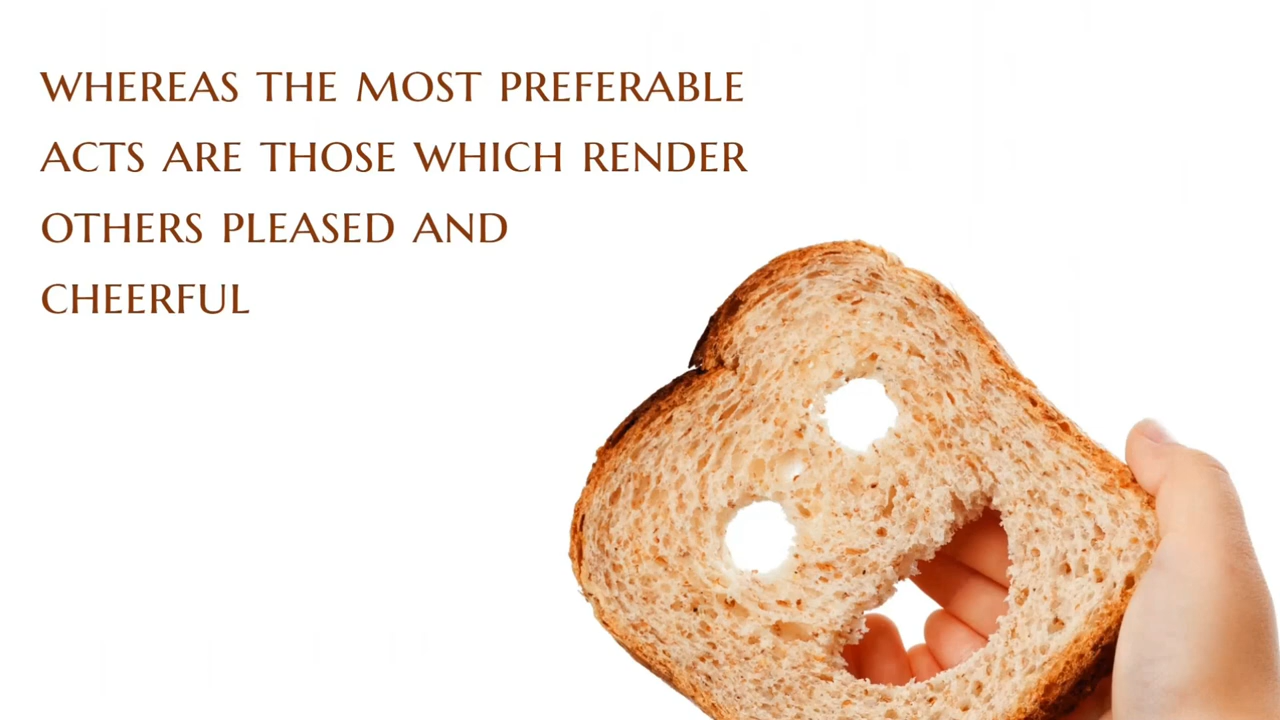 WHEREAS THE MOST PREFERABLE
ACTS ARE THOSE WHICH RENDER
OTHERS PLEASED AND
CHEERFUL